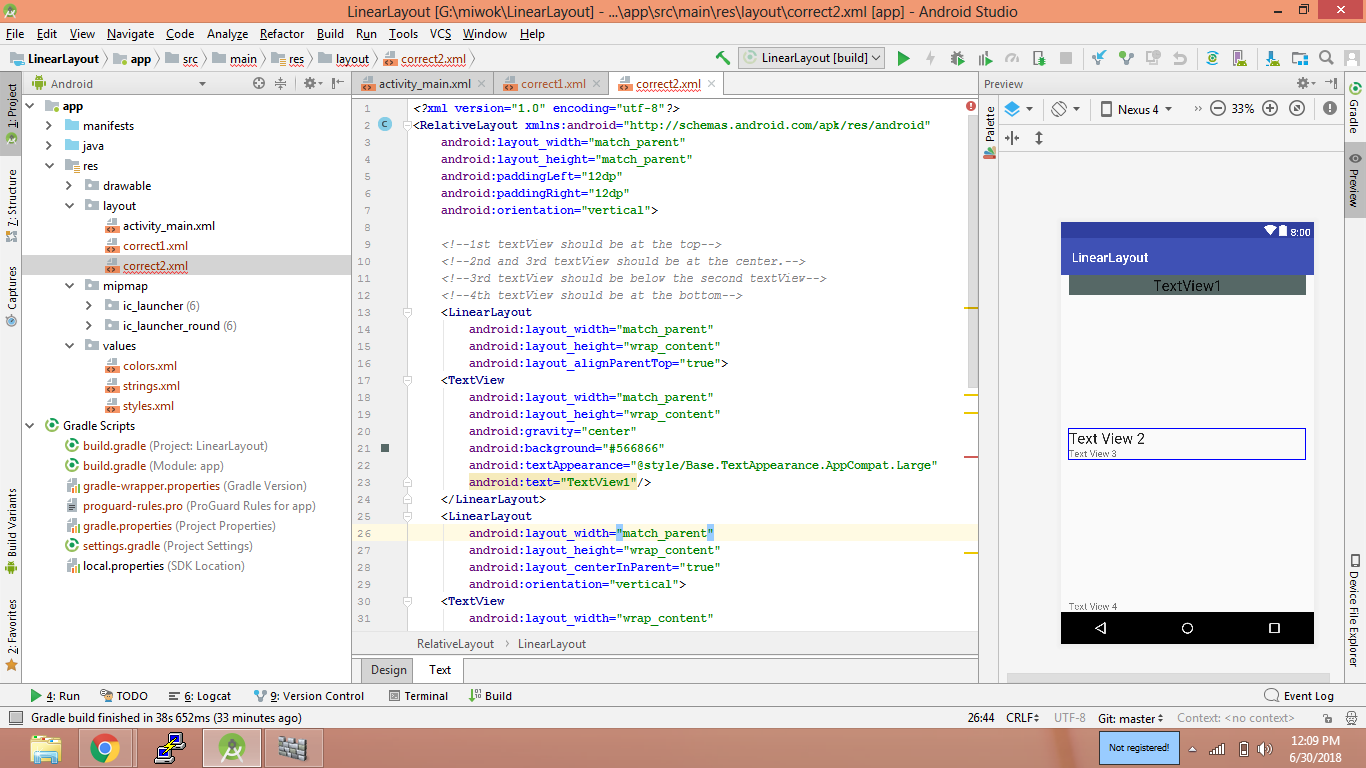 LinearLayout [G:\miwok\LinearLayout] - ...\app\src\main\res\layout\correct2.xml [app] - Android Studio
File Edit View Navigate Code Analyze Refactor Build Run Tools VCS Window Help
LinearLayout app src main res layout correct2.xml LinearLayout [build]
Android
activity_main.xml correct1.xml correct2.xml
Preview
1: Project
7: Structure
Captures
Build Variants
2: Favorites
app
manifests
java
res
drawable
layout
activity_main.xml
correct1.xml
correct2.xml
mipmap
ic_launcher (6)
ic_launcher_round (6)
values
colors.xml
strings.xml
styles.xml
Gradle Scripts
build.gradle (Project: LinearLayout)
build.gradle (Module: app)
gradle-wrapper.properties (Gradle Version)
proguard-rules.pro (ProGuard Rules for app)
gradle.properties (Project Properties)
settings.gradle (Project Settings)
local.properties (SDK Location)
1 <?xml version="1.0" encoding="utf-8"?>
2 C <RelativeLayout xmlns:android="http://schemas.android.com/apk/res/android"
3 android:layout_width="match_parent"
4 android:layout_height="match_parent"
5 android:paddingLeft="12dp"
6 android:paddingRight="12dp"
7 android:orientation="vertical">
8
9 <!--1st textView should be at the top-->
10 <!--2nd and 3rd textView should be at the center.-->
11 <!--3rd textView should be below the second textView-->
12 <!--4th textView should be at the bottom-->
13 <LinearLayout
14 android:layout_width="match_parent"
15 android:layout_height="wrap_content"
16 android:layout_alignParentTop="true">
17 <TextView
18 android:layout_width="match_parent"
19 android:layout_height="wrap_content"
20 android:gravity="center"
21 android:background="#566866"
22 android:textAppearance="@style/Base.TextAppearance.AppCompat.Large"
23 android:text="TextView1"/>
24 </LinearLayout>
25 <LinearLayout
26 android:layout_width="match_parent"
27 android:layout_height="wrap_content"
28 android:layout_centerInParent="true"
29 android:orientation="vertical">
30 <TextView
31 android:layout_width="wrap_content"
RelativeLayout LinearLayout
Design Text
Palette
Nexus 4 33%
8:00
LinearLayout
TextView1
Text View 2
Text View 3
Text View 4
Gradle
Preview
Device File Explorer
4: Run TODO 6: Logcat 9: Version Control Terminal Build Event Log
Gradle build finished in 38s 652ms (33 minutes ago) 26:44 CRLF UTF-8 Git: master Context: <no context>
Not registered!
12:09 PM
6/30/2018